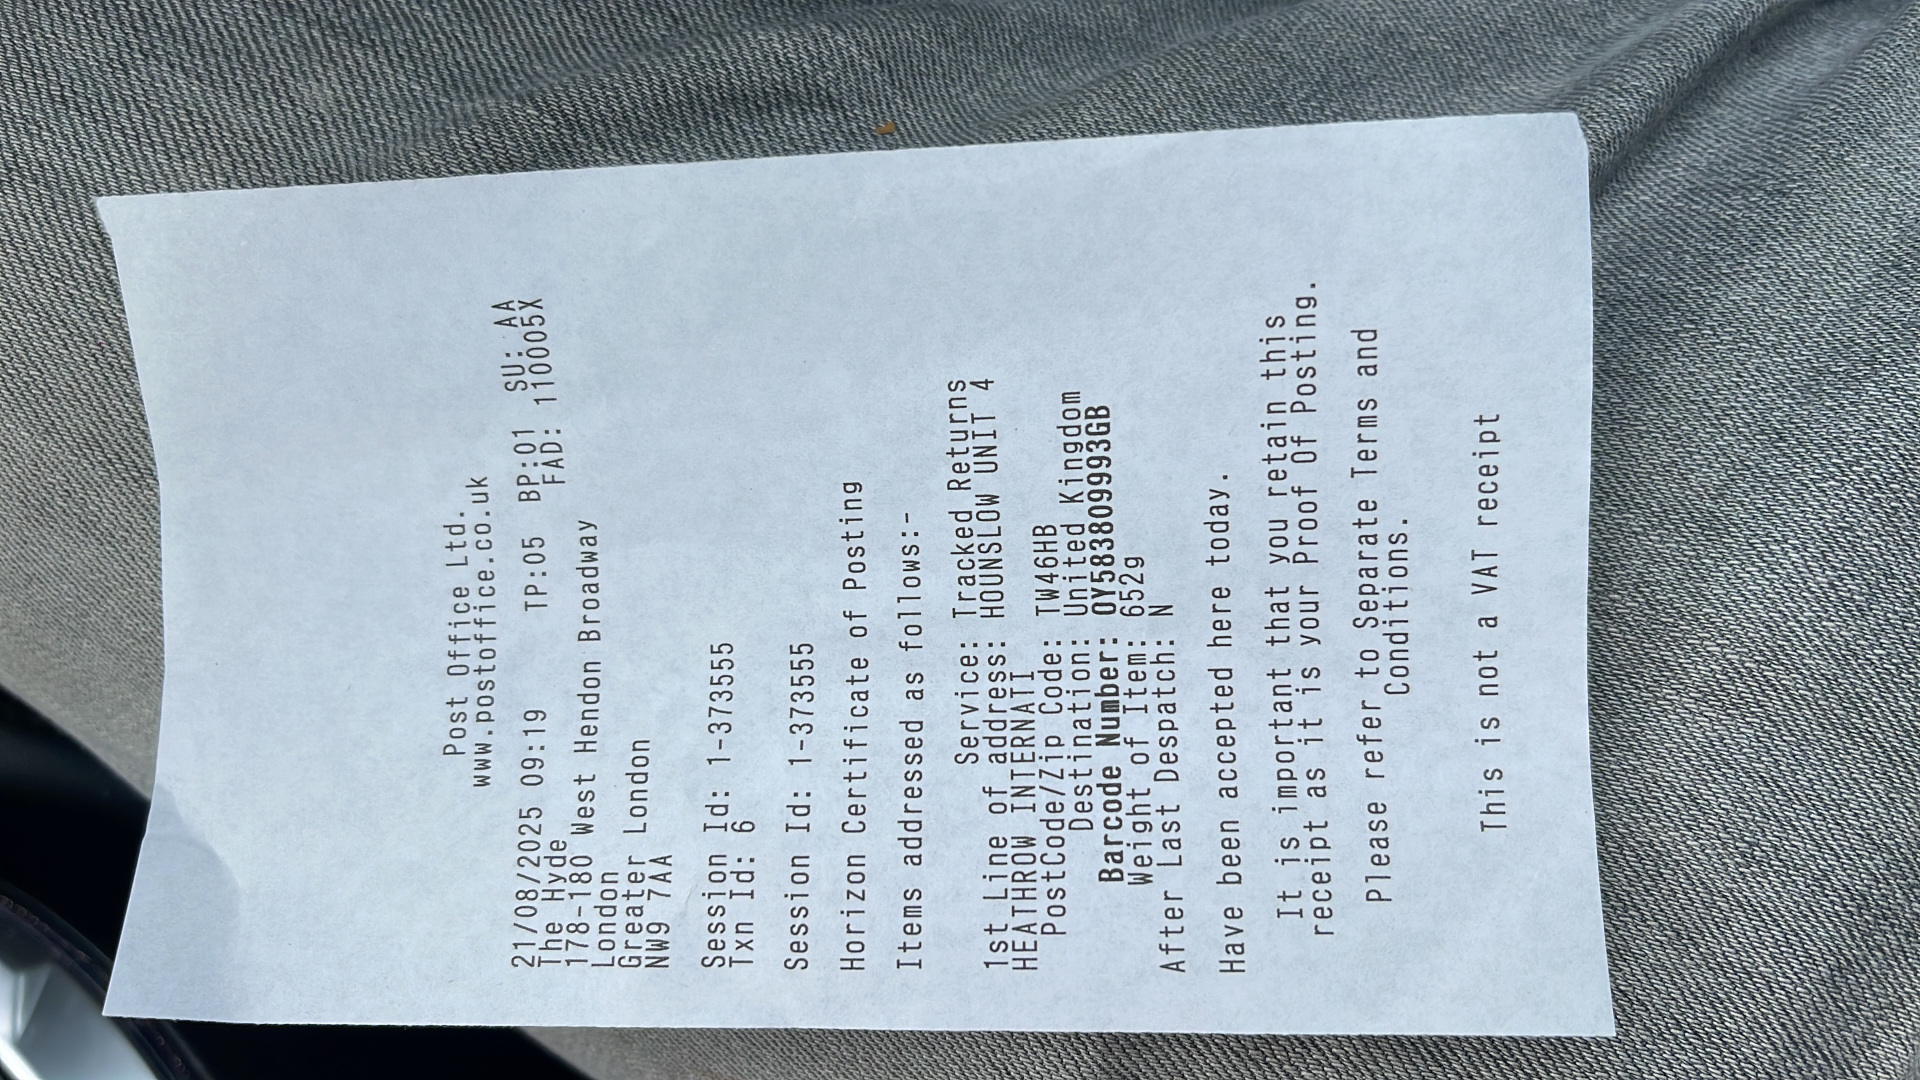 Post Office Ltd.
www.postoffice.co.uk
21/08/2025 09:19 TP:05 BP:01 SU: AA
The Hyde FAD: 110005X
178-180 West Hendon Broadway
London
Greater London
NW9 7AA
Session Id: 1-373555
Txn Id: 6
Session Id: 1-373555
Horizon Certificate of Posting
Items addressed as follows:-
Service: Tracked Returns
1st Line of address: HOUNSLOW UNIT 4
HEATHROW INTERNATI
PostCode/Zip Code: TW46HB
Destination: United Kingdom
Barcode Number: OY583809993GB
Weight of Item: 652g
After Last Despatch: N
Have been accepted here today.
It is important that you retain this
receipt as it is your Proof Of Posting.
Please refer to Separate Terms and
Conditions.
This is not a VAT receipt